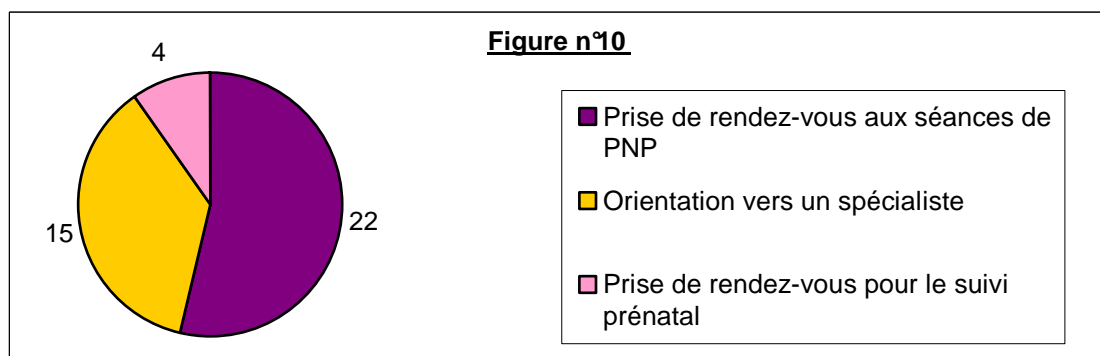 Figure n°10
4
15
22
Prise de rendez-vous aux séances de
PNP
Orientation vers un spécialiste
Prise de rendez-vous pour le suivi
prénatal